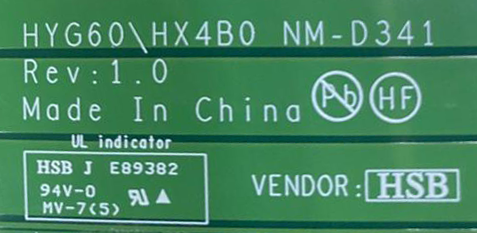 HYG60\HX4B0 NM-D341
Rev:1.0
Made In China Pb HF
UL indicator
HSB J E89382
94V-0
MV-7(5)
VENDOR: HSB